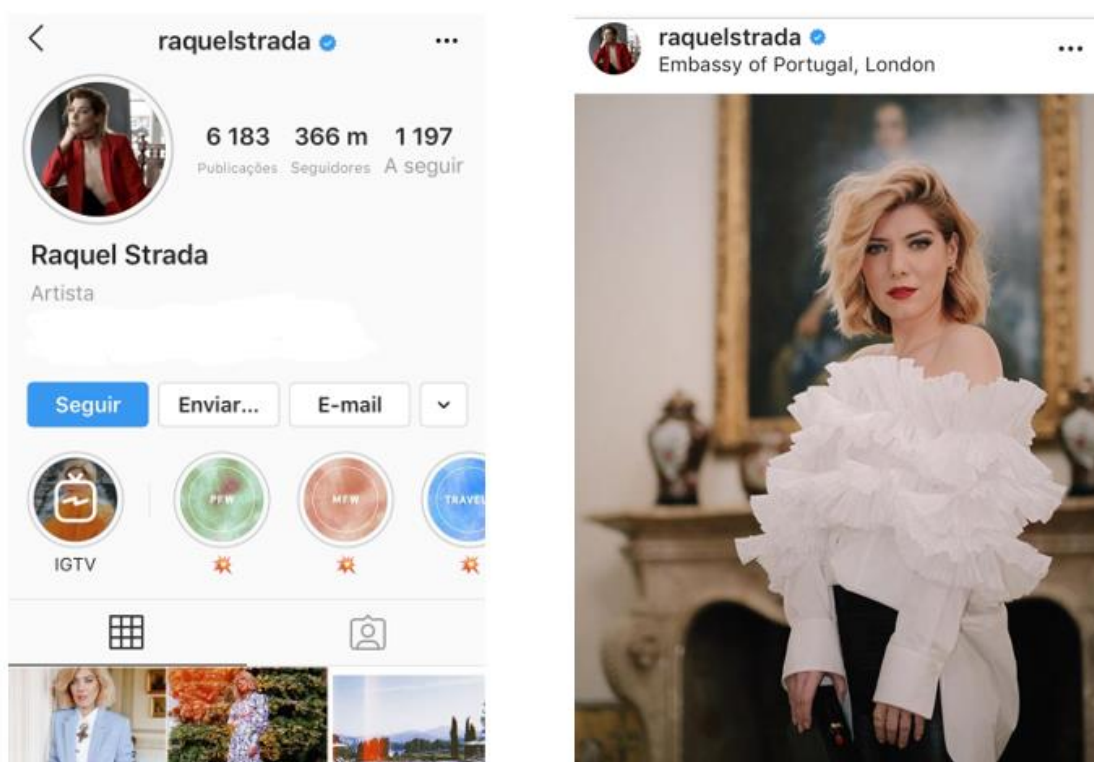 raquelstrada
6 183 366 m 1 197
Publicações Seguidores A seguir
Raquel Strada
Artista
Seguir Enviar... E-mail
PFW MFW TRAVEL
IGTV
raquelstrada
Embassy of Portugal, London